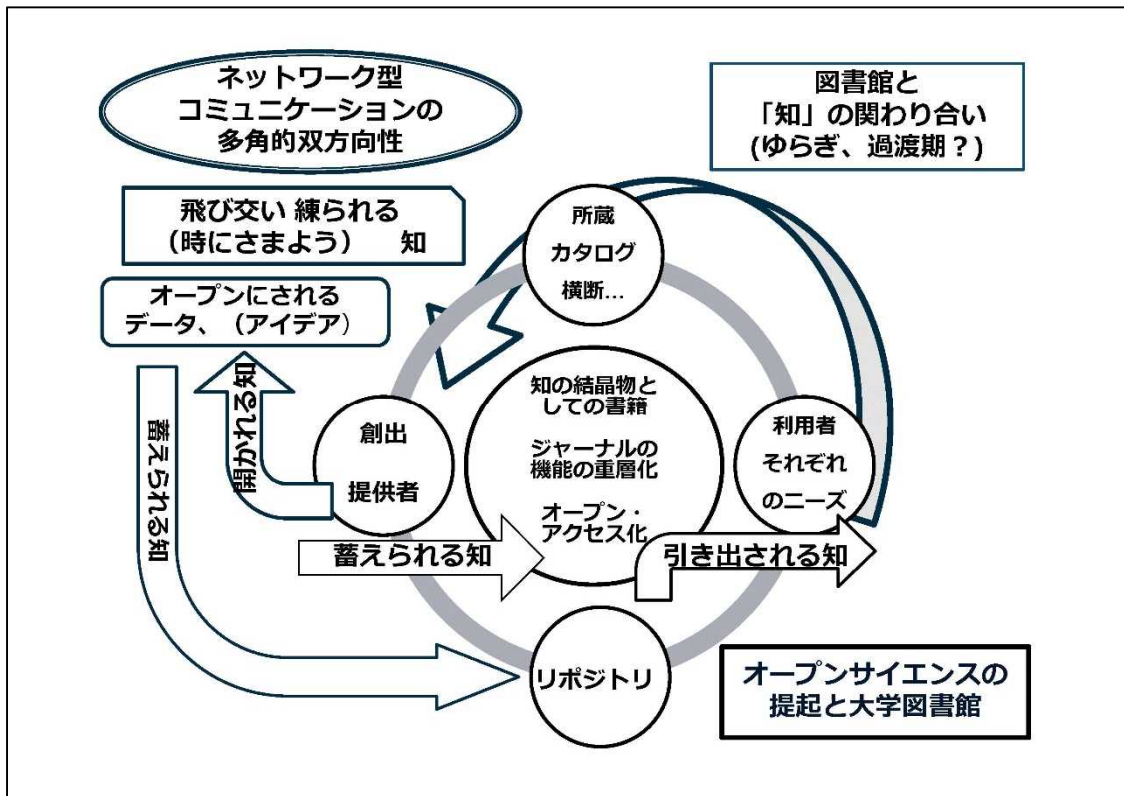 ネットワーク型
コミュニケーションの
多角的双方向性
図書館と
「知」の関わり合い
(ゆらぎ、過渡期？)
飛び交い 練られる
（時にさまよう） 知
オープンにされる
データ、（アイデア）
所蔵
カタログ
横断…
開かれる知
蓄えられる知
創出
提供者
知の結晶物と
しての書籍
ジャーナルの
機能の重層化
オープン・
アクセス化
利用者
それぞれ
のニーズ
蓄えられる知
引き出される知
リポジトリ
オープンサイエンスの
提起と大学図書館